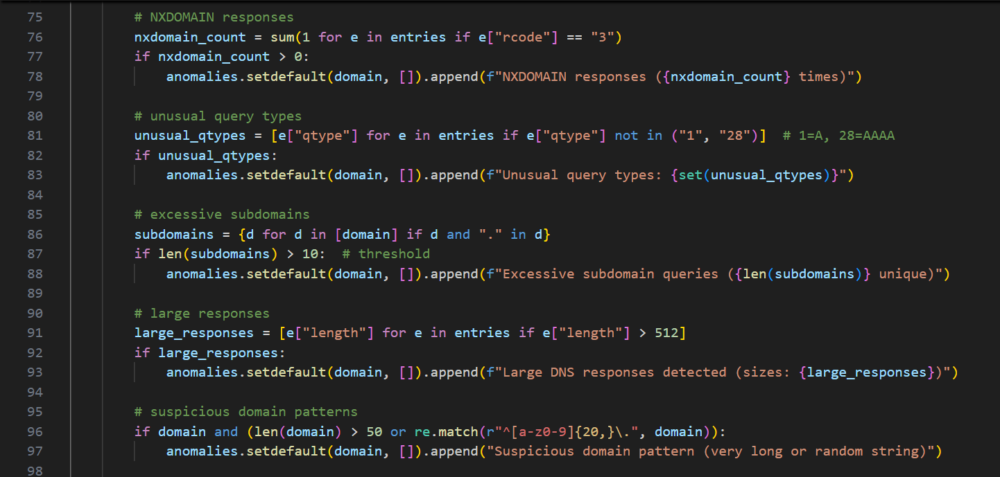 75 # NXDOMAIN responses
76 nxdomain_count = sum(1 for e in entries if e["rcode"] == "3")
77 if nxdomain_count > 0:
78 anomalies.setdefault(domain, []).append(f"NXDOMAIN responses ({nxdomain_count} times)")
79
80 # unusual query types
81 unusual_qtypes = [e["qtype"] for e in entries if e["qtype"] not in ("1", "28")]  # 1=A, 28=AAAA
82 if unusual_qtypes:
83 anomalies.setdefault(domain, []).append(f"Unusual query types: {set(unusual_qtypes)}")
84
85 # excessive subdomains
86 subdomains = {d for d in [domain] if d and "." in d}
87 if len(subdomains) > 10:  # threshold
88 anomalies.setdefault(domain, []).append(f"Excessive subdomain queries ({len(subdomains)} unique)")
89
90 # large responses
91 large_responses = [e["length"] for e in entries if e["length"] > 512]
92 if large_responses:
93 anomalies.setdefault(domain, []).append(f"Large DNS responses detected (sizes: {large_responses})")
94
95 # suspicious domain patterns
96 if domain and (len(domain) > 50 or re.match(r"^[a-z0-9]{20,}\.", domain)):
97 anomalies.setdefault(domain, []).append("Suspicious domain pattern (very long or random string)")
98